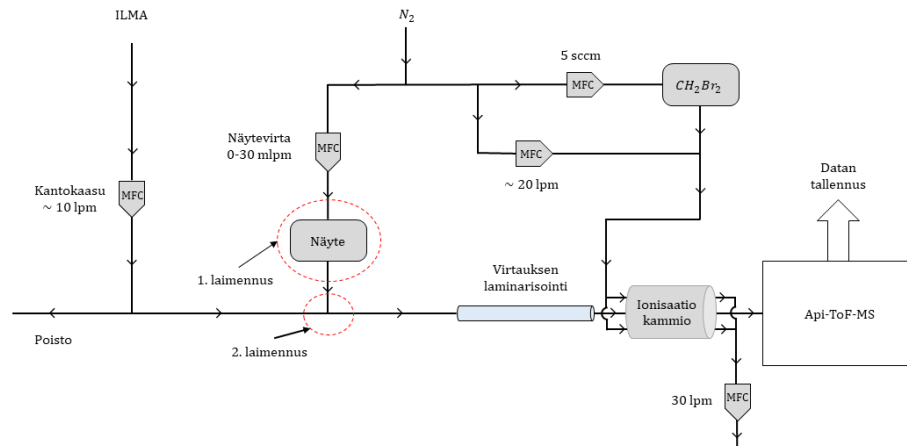 ILMA
N₂
5 sccm
MFC
CH₂Br₂
Näytevirta
0-30 mlpm
MFC
MFC
~ 20 lpm
Kantokaasu
~ 10 lpm
MFC
Datan
tallennus
Näyte
1. laimennus
Virtauksen
laminarisointi
Ionisaatio
kammio
Api-ToF-MS
Poisto
2. laimennus
30 lpm
MFC